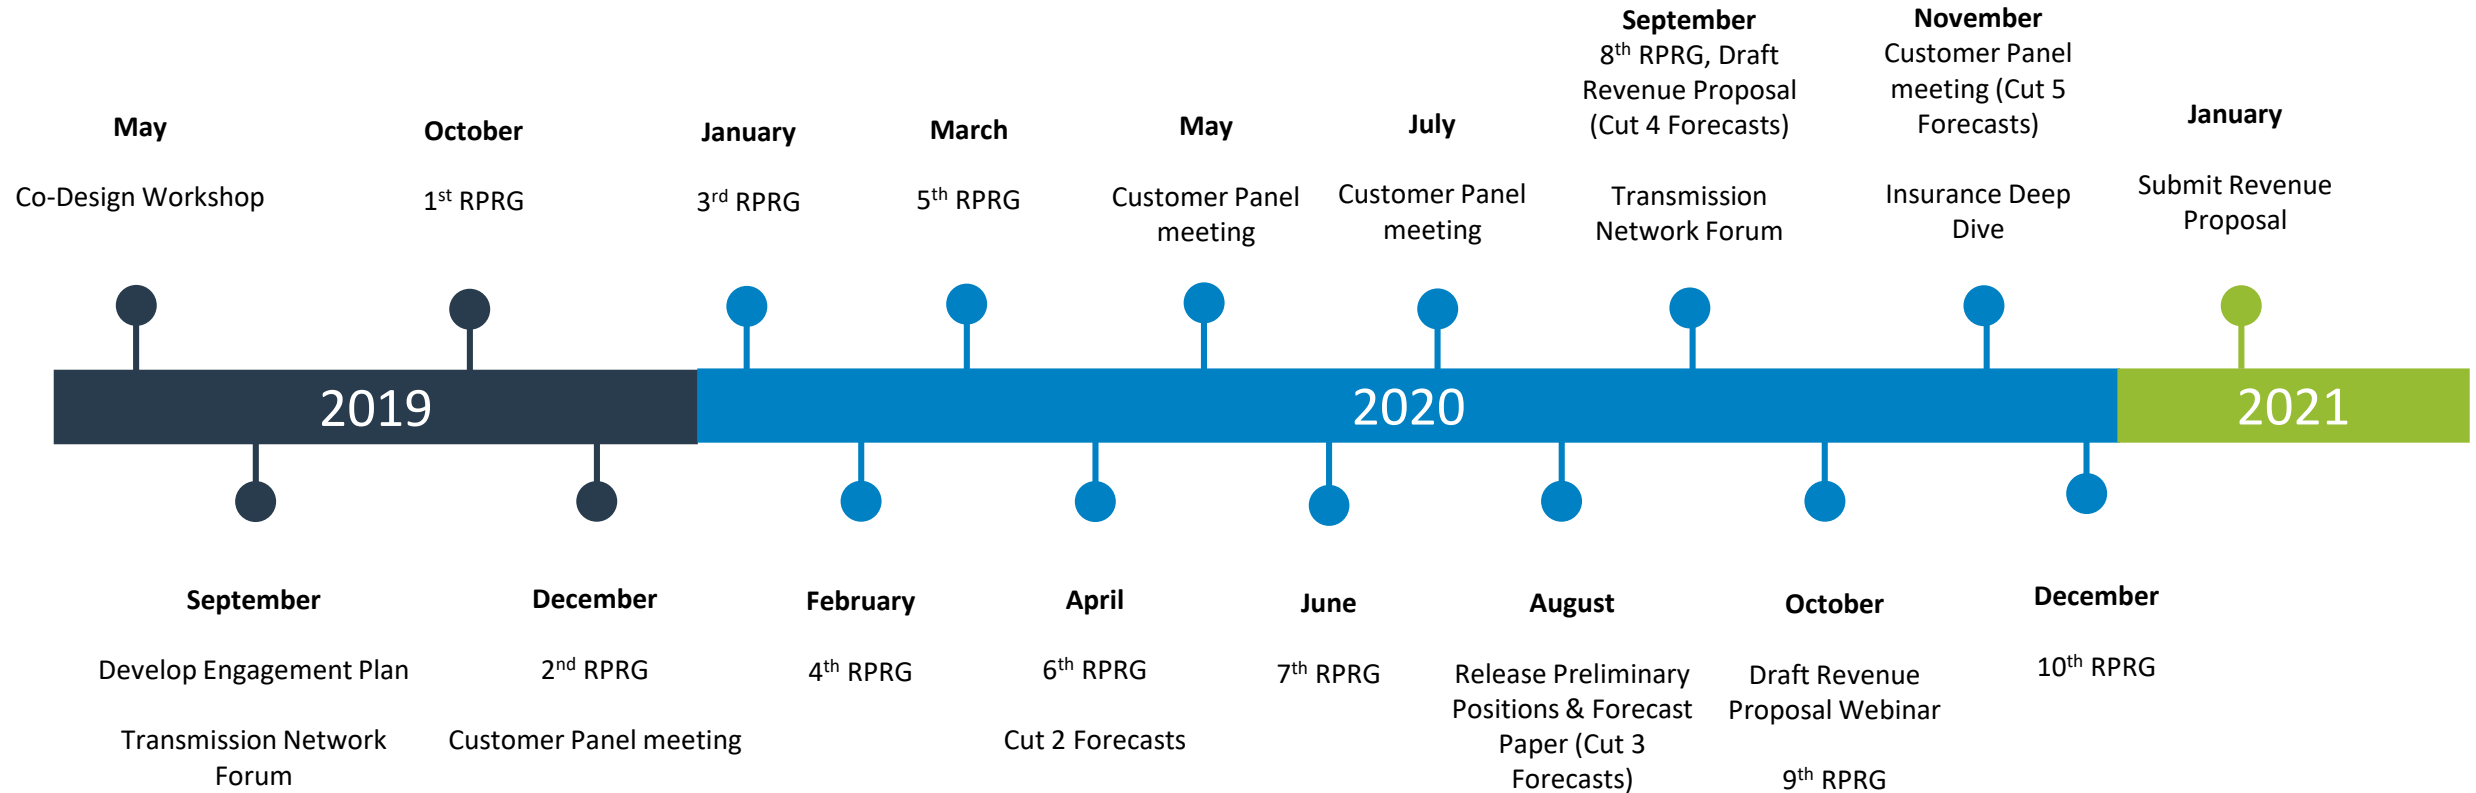 May
Co-Design Workshop
October
1st RPRG
January
3rd RPRG
March
5th RPRG
May
Customer Panel
meeting
July
Customer Panel
meeting
September
8th RPRG, Draft
Revenue Proposal
(Cut 4 Forecasts)
Transmission
Network Forum
November
Customer Panel
meeting (Cut 5
Forecasts)
Insurance Deep
Dive
January
Submit Revenue
Proposal
2019
2020
2021
September
Develop Engagement Plan
Transmission Network
Forum
December
2nd RPRG
Customer Panel meeting
February
4th RPRG
April
6th RPRG
Cut 2 Forecasts
June
7th RPRG
August
Release Preliminary
Positions & Forecast
Paper (Cut 3
Forecasts)
October
Draft Revenue
Proposal Webinar
9th RPRG
December
10th RPRG